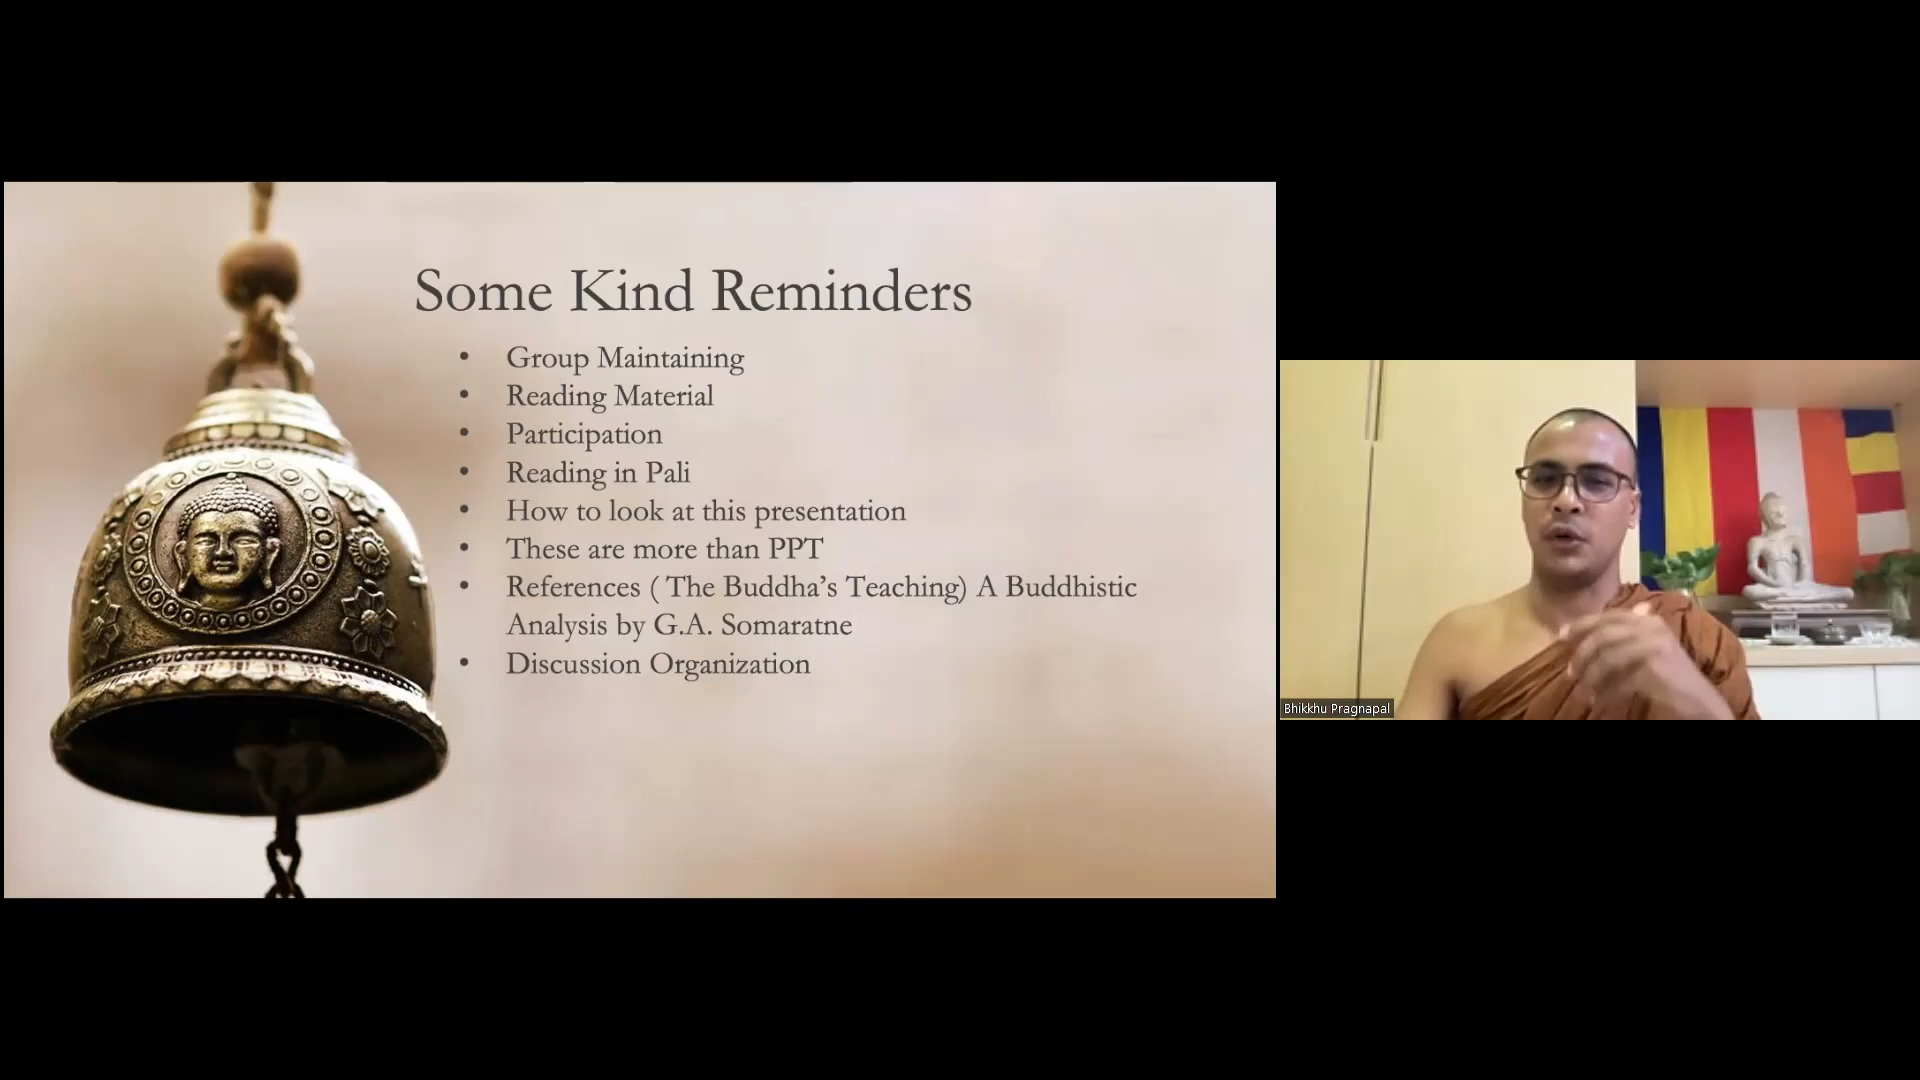 Some Kind Reminders
• Group Maintaining
• Reading Material
• Participation
• Reading in Pali
• How to look at this presentation
• These are more than PPT
• References ( The Buddha’s Teaching) A Buddhistic
Analysis by G.A. Somaratne
• Discussion Organization
Bhikkhu Pragnapal